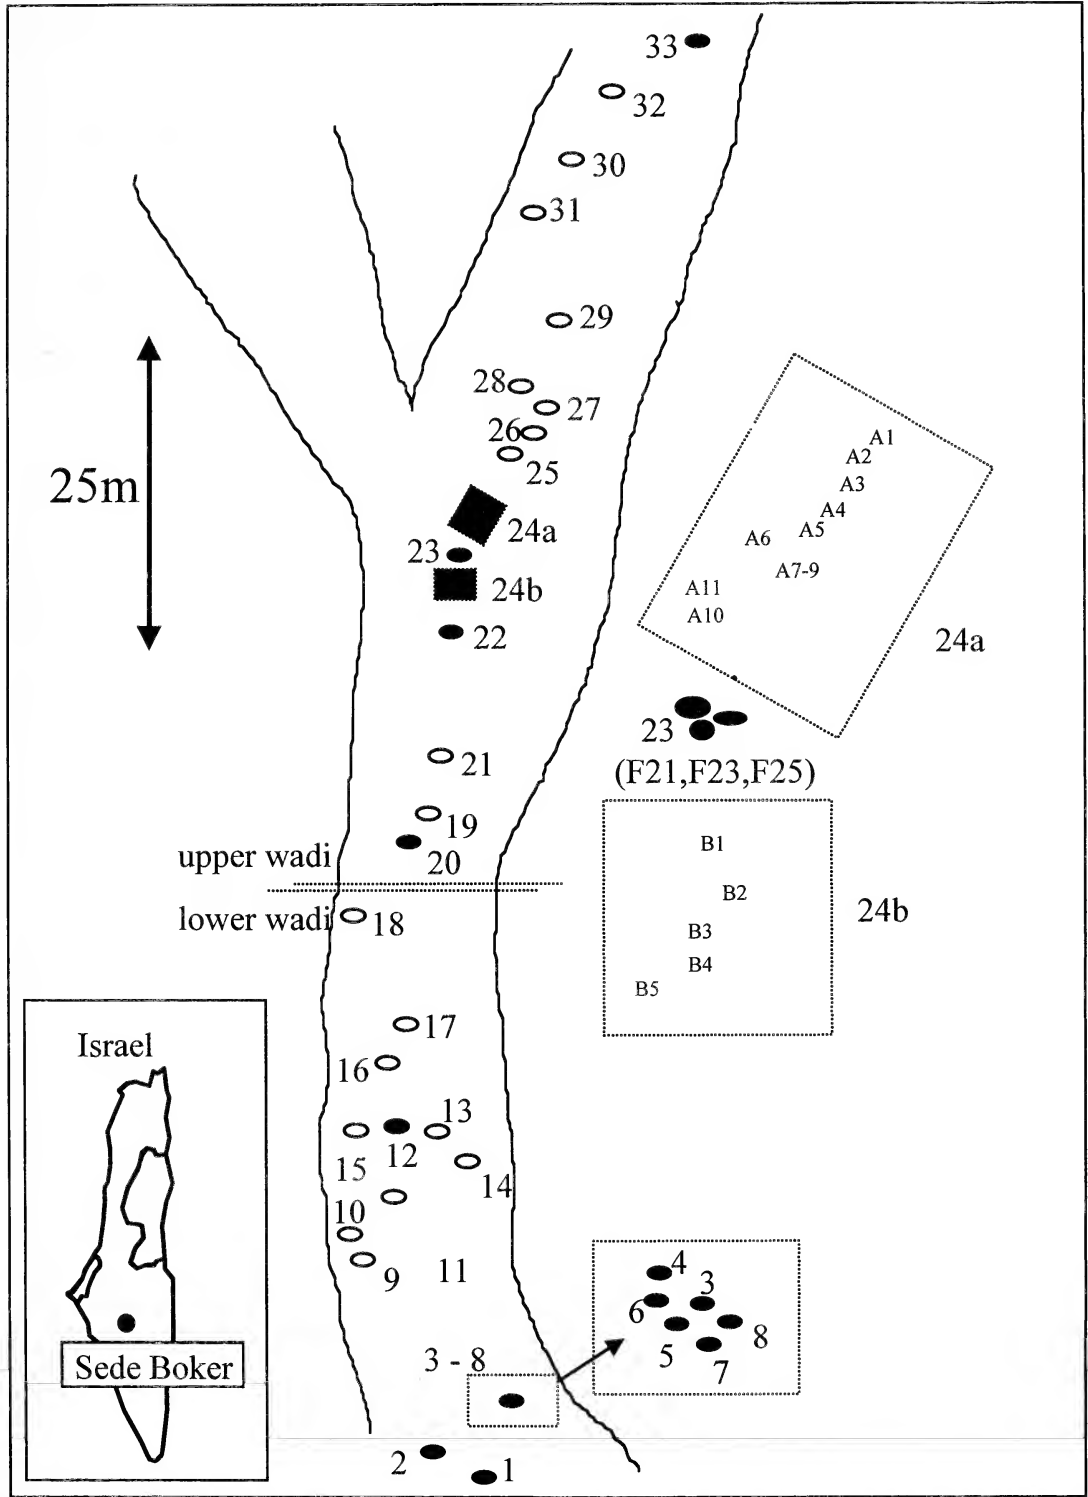 33
32
30
31
29
28
27
26
25
25m
24a
23
24b
22
21
19
20
upper wadi
lower wadi
18
17
16
13
12
15
14
10
9
11
3 - 8
2
1
A1
A2
A3
A4
A5
A6
A7-9
A11
A10
24a
23
(F21,F23,F25)
B1
B2
B3
B4
B5
24b
4
3
6
8
5
7
Israel
Sede Boker